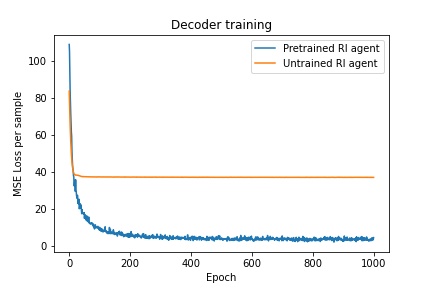 Decoder training
Pretrained RI agent
Untrained RI agent
MSE Loss per sample
100
80
60
40
20
0
0 200 400 600 800 1000
Epoch